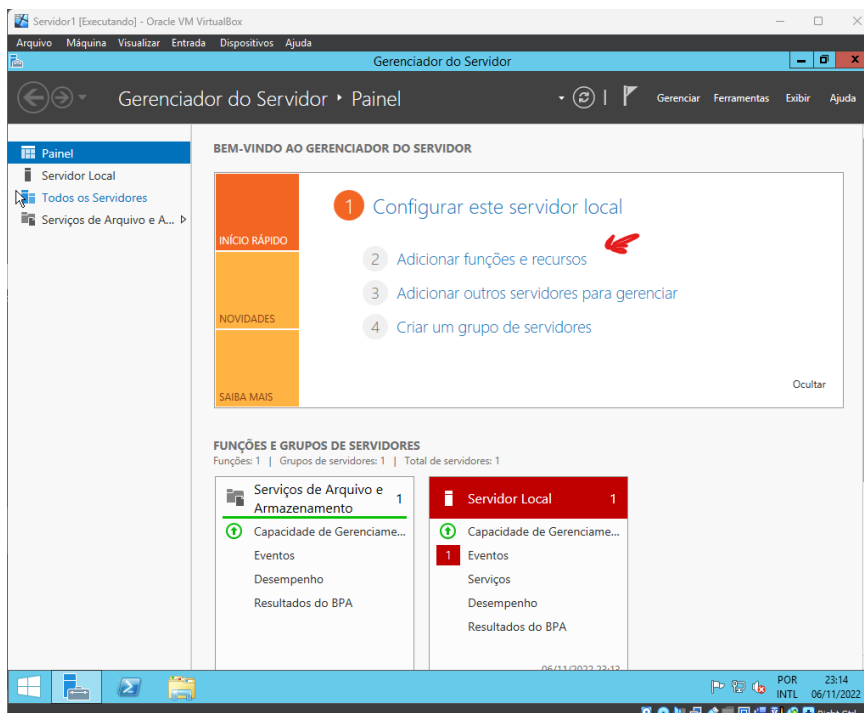 Servidor1 [Executando] - Oracle VM VirtualBox
Arquivo Máquina Visualizar Entrada Dispositivos Ajuda
Gerenciador do Servidor
Gerenciador do Servidor ‣ Painel
Gerenciar Ferramentas Exibir Ajuda
Painel
Servidor Local
Todos os Servidores
Serviços de Arquivo e A...
BEM-VINDO AO GERENCIADOR DO SERVIDOR
INÍCIO RÁPIDO
NOVIDADES
SAIBA MAIS
1 Configurar este servidor local
2 Adicionar funções e recursos
3 Adicionar outros servidores para gerenciar
4 Criar um grupo de servidores
Ocultar
FUNÇÕES E GRUPOS DE SERVIDORES
Funções: 1 | Grupos de servidores: 1 | Total de servidores: 1
Serviços de Arquivo e 1
Armazenamento
Capacidade de Gerenciame...
Eventos
Desempenho
Resultados do BPA
Servidor Local 1
Capacidade de Gerenciame...
1 Eventos
Serviços
Desempenho
Resultados do BPA
06/11/2022 23:13
POR 23:14
INTL 06/11/2022
Right Ctrl